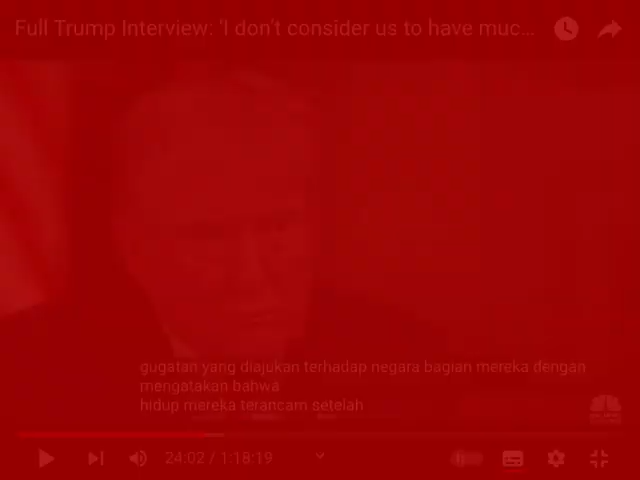 Full Trump Interview: 'I don't consider us to have muc...
gugatan yang diajukan terhadap negara bagian mereka dengan
mengatakan bahwa
hidup mereka terancam setelah
24:02 / 1:18:19